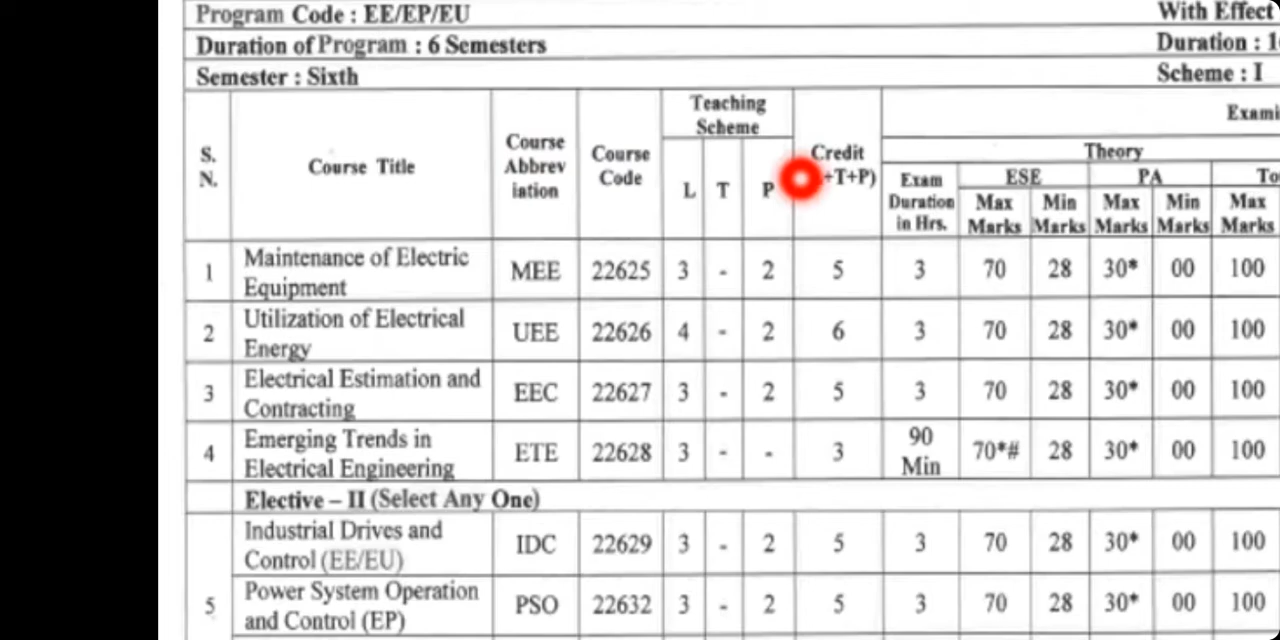 Program Code : EE/EP/EU
With Effect
Duration of Program : 6 Semesters
Duration : 1
Semester : Sixth
Scheme : I
S. N.
Course Title
Course Abbrev iation
Course Code
Teaching Scheme
L T P
Credit
+T+P)
Exami
Theory
Exam Duration in Hrs.
ESE
PA
To
Max Marks
Min Marks
Max Marks
Min Marks
Max Marks
1 Maintenance of Electric Equipment MEE 22625 3 - 2 5 3 70 28 30* 00 100
2 Utilization of Electrical Energy UEE 22626 4 - 2 6 3 70 28 30* 00 100
3 Electrical Estimation and Contracting EEC 22627 3 - 2 5 3 70 28 30* 00 100
4 Emerging Trends in Electrical Engineering ETE 22628 3 - - 3 90 Min 70*# 28 30* 00 100
Elective – II (Select Any One)
5
Industrial Drives and Control (EE/EU) IDC 22629 3 - 2 5 3 70 28 30* 00 100
Power System Operation and Control (EP) PSO 22632 3 - 2 5 3 70 28 30* 00 100